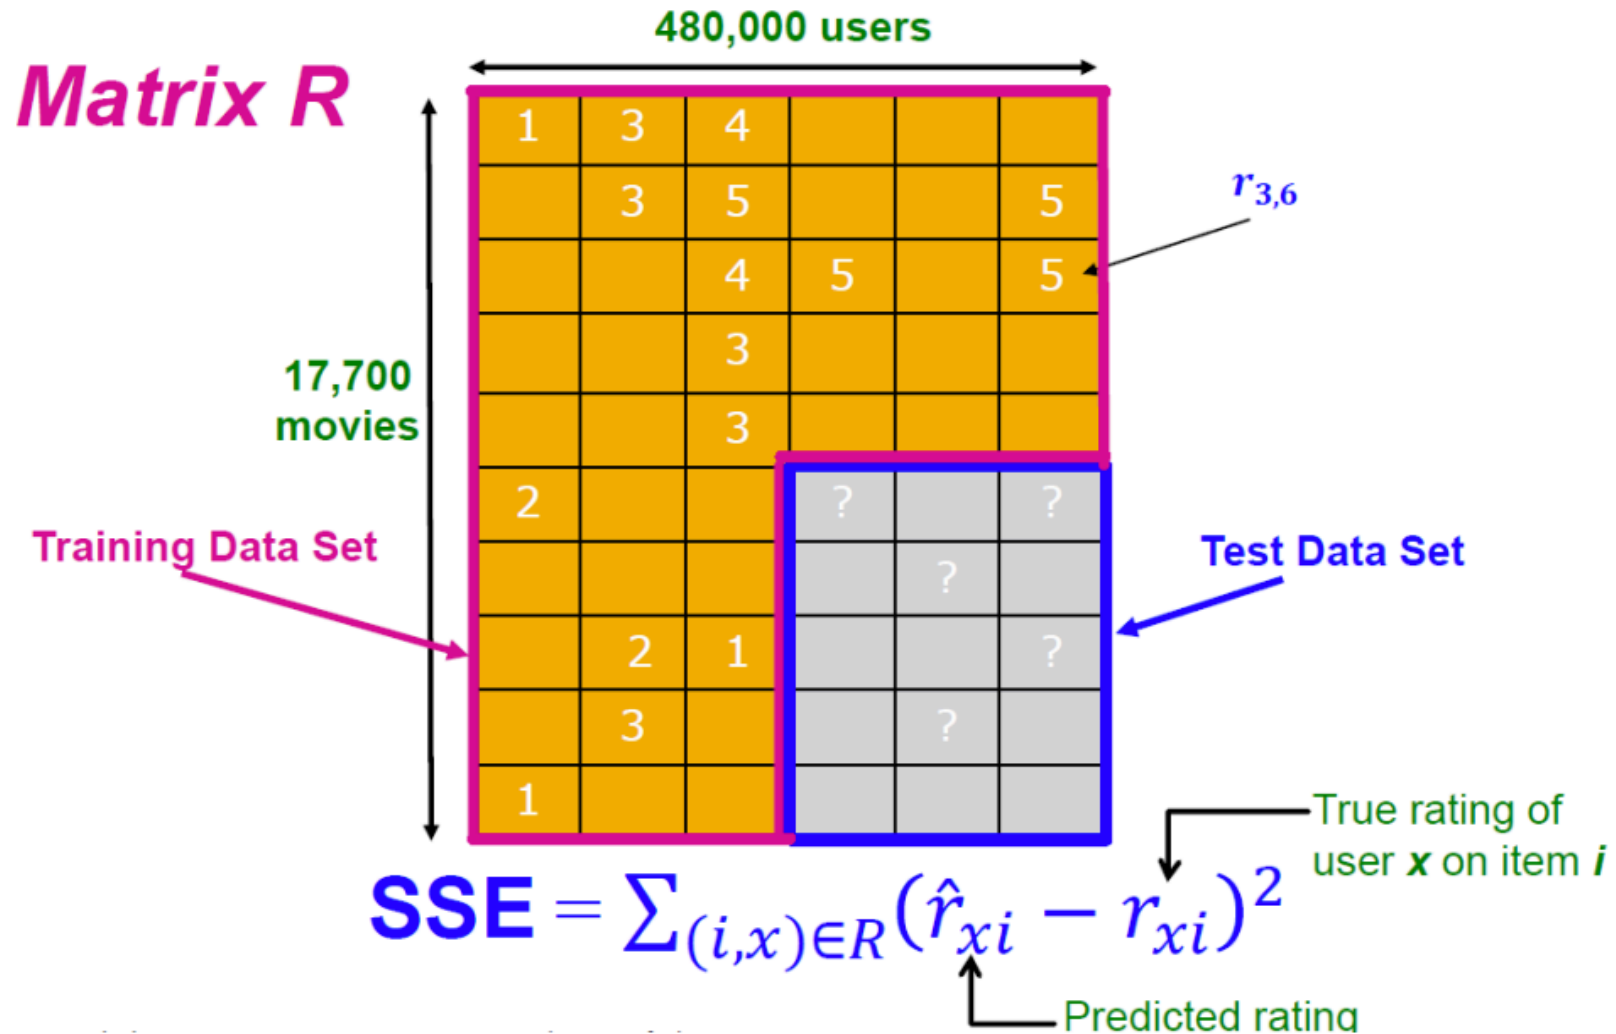 480,000 users
Matrix R
1 3 4
3 5 5
r3,6
4 5 5
3
17,700
movies
3
2 ? ?
Training Data Set
Test Data Set
?
2 1 ?
3 ?
1
True rating of
user x on item i
SSE = ∑(i,x)∈R (r̂xi − rxi)²
Predicted rating